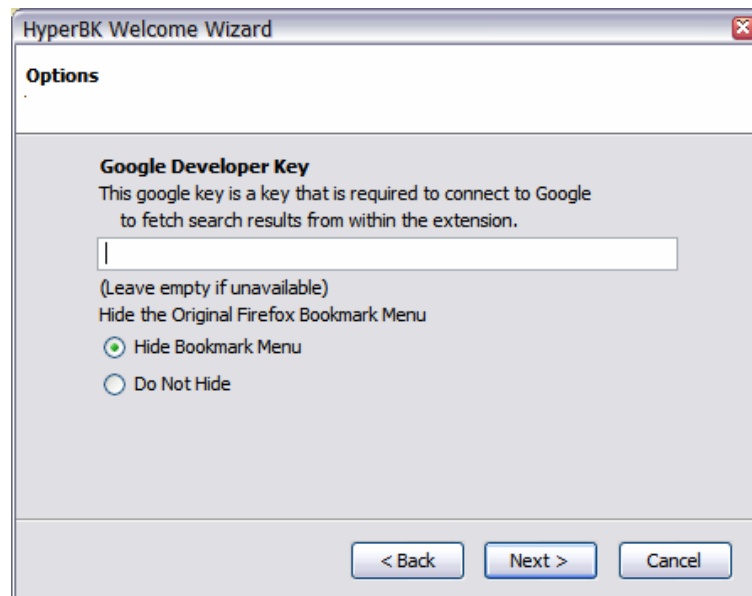 HyperBK Welcome Wizard
Options
Google Developer Key
This google key is a key that is required to connect to Google
to fetch search results from within the extension.
(Leave empty if unavailable)
Hide the Original Firefox Bookmark Menu
Hide Bookmark Menu
Do Not Hide
< Back Next > Cancel